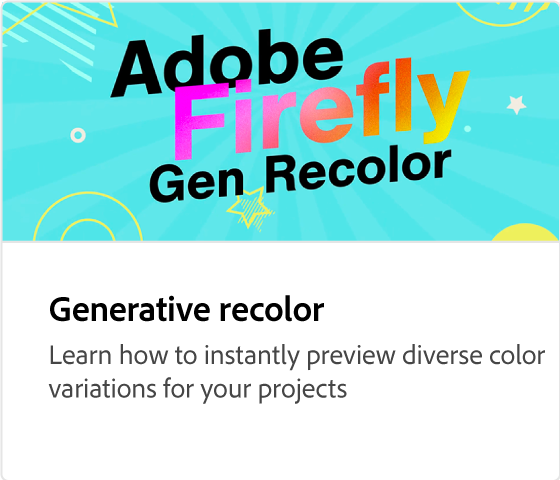 Adobe
Firefly
Gen Recolor
Generative recolor
Learn how to instantly preview diverse color
variations for your projects